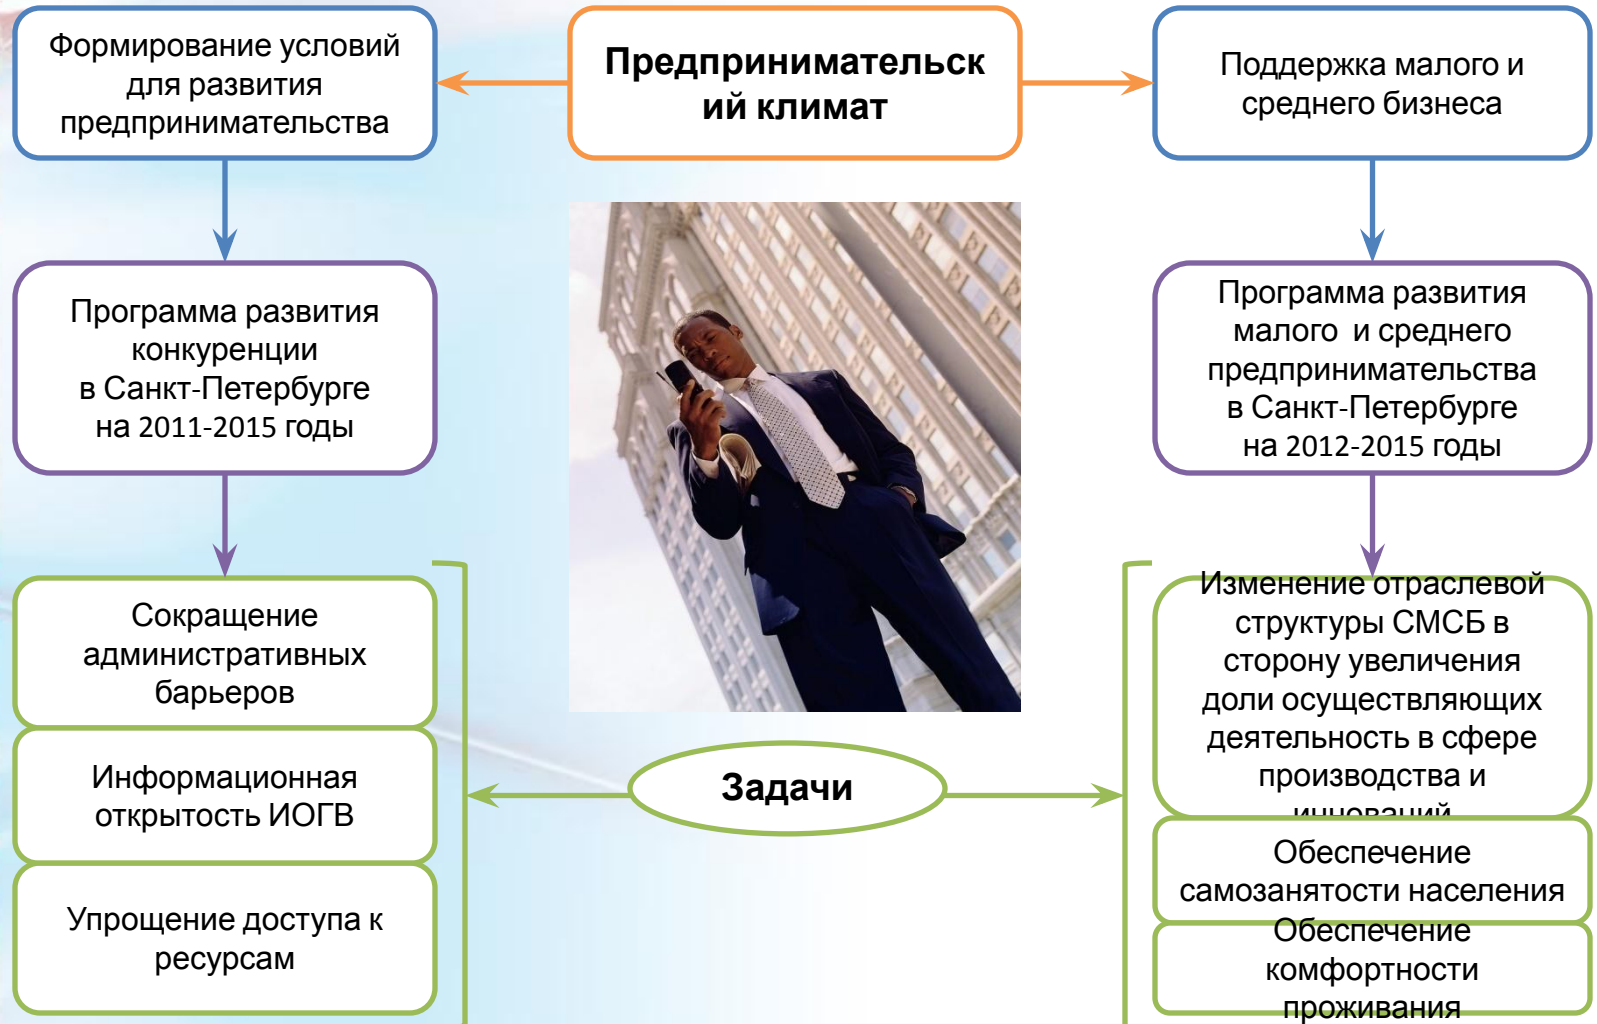 Формирование условий
для развития
предпринимательства
Предпринимательск
ий климат
Поддержка малого и
среднего бизнеса
Программа развития
конкуренции
в Санкт-Петербурге
на 2011-2015 годы
Программа развития
малого и среднего
предпринимательства
в Санкт-Петербурге
на 2012-2015 годы
Сокращение
административных
барьеров
Информационная
открытость ИОГВ
Упрощение доступа к
ресурсам
Задачи
Изменение отраслевой
структуры СМСБ в
сторону увеличения
доли осуществляющих
деятельность в сфере
производства и
инноваций
Обеспечение
самозанятости населения
Обеспечение
комфортности
проживания